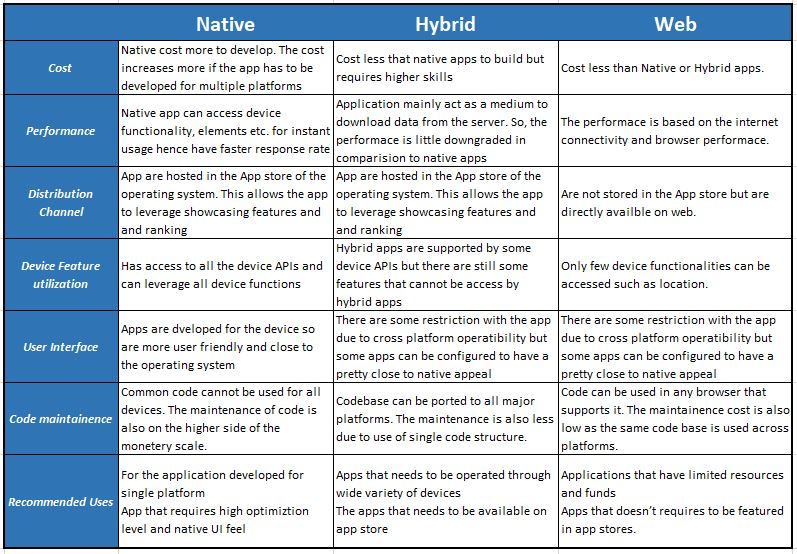 Native Hybrid Web
Cost
Native cost more to develop. The cost
increases more if the app has to be
developed for multiple platforms
Cost less that native apps to build but
requires higher skills
Cost less than Native or Hybrid apps.
Performance
Native app can access device
functionality, elements etc. for instant
usage hence have faster response rate
Application mainly act as a medium to
download data from the server. So, the
performace is little downgraded in
comparision to native apps
The performace is based on the internet
connectivity and browser performace.
Distribution
Channel
App are hosted in the App store of the
operating system. This allows the app
to leverage showcasing features and
and ranking
App are hosted in the App store of the
operating system. This allows the app
to leverage showcasing features and
and ranking
Are not stored in the App store but are
directly availble on web.
Device Feature
utilization
Has access to all the device APIs and
can leverage all device functions
Hybrid apps are supported by some
device APIs but there are still some
features that cannot be access by
hybrid apps
Only few device functionalities can be
accessed such as location.
User Interface
Apps are dveloped for the device so
are more user friendly and close to
the operating system
There are some restriction with the app
due to cross platform operatibility but
some apps can be configured to have a
pretty close to native appeal
There are some restriction with the app
due to cross platform operatibility but
some apps can be configured to have a
pretty close to native appeal
Code maintainence
Common code cannot be used for all
devices. The maintenance of code is
also on the higher side of the
monetery scale.
Codebase can be ported to all major
platforms. The maintenance is also less
due to use of single code structure.
Code can be used in any browser that
supports it. The maintainence cost is also
low as the same code base is used across
platforms.
Recommended Uses
For the application developed for
single platform
App that requires high optimiztion
level and native UI feel
Apps that needs to be operated through
wide variety of devices
The apps that needs to be available on
app store
Applications that have limited resources
and funds
Apps that doesn't requires to be featured
in app stores.